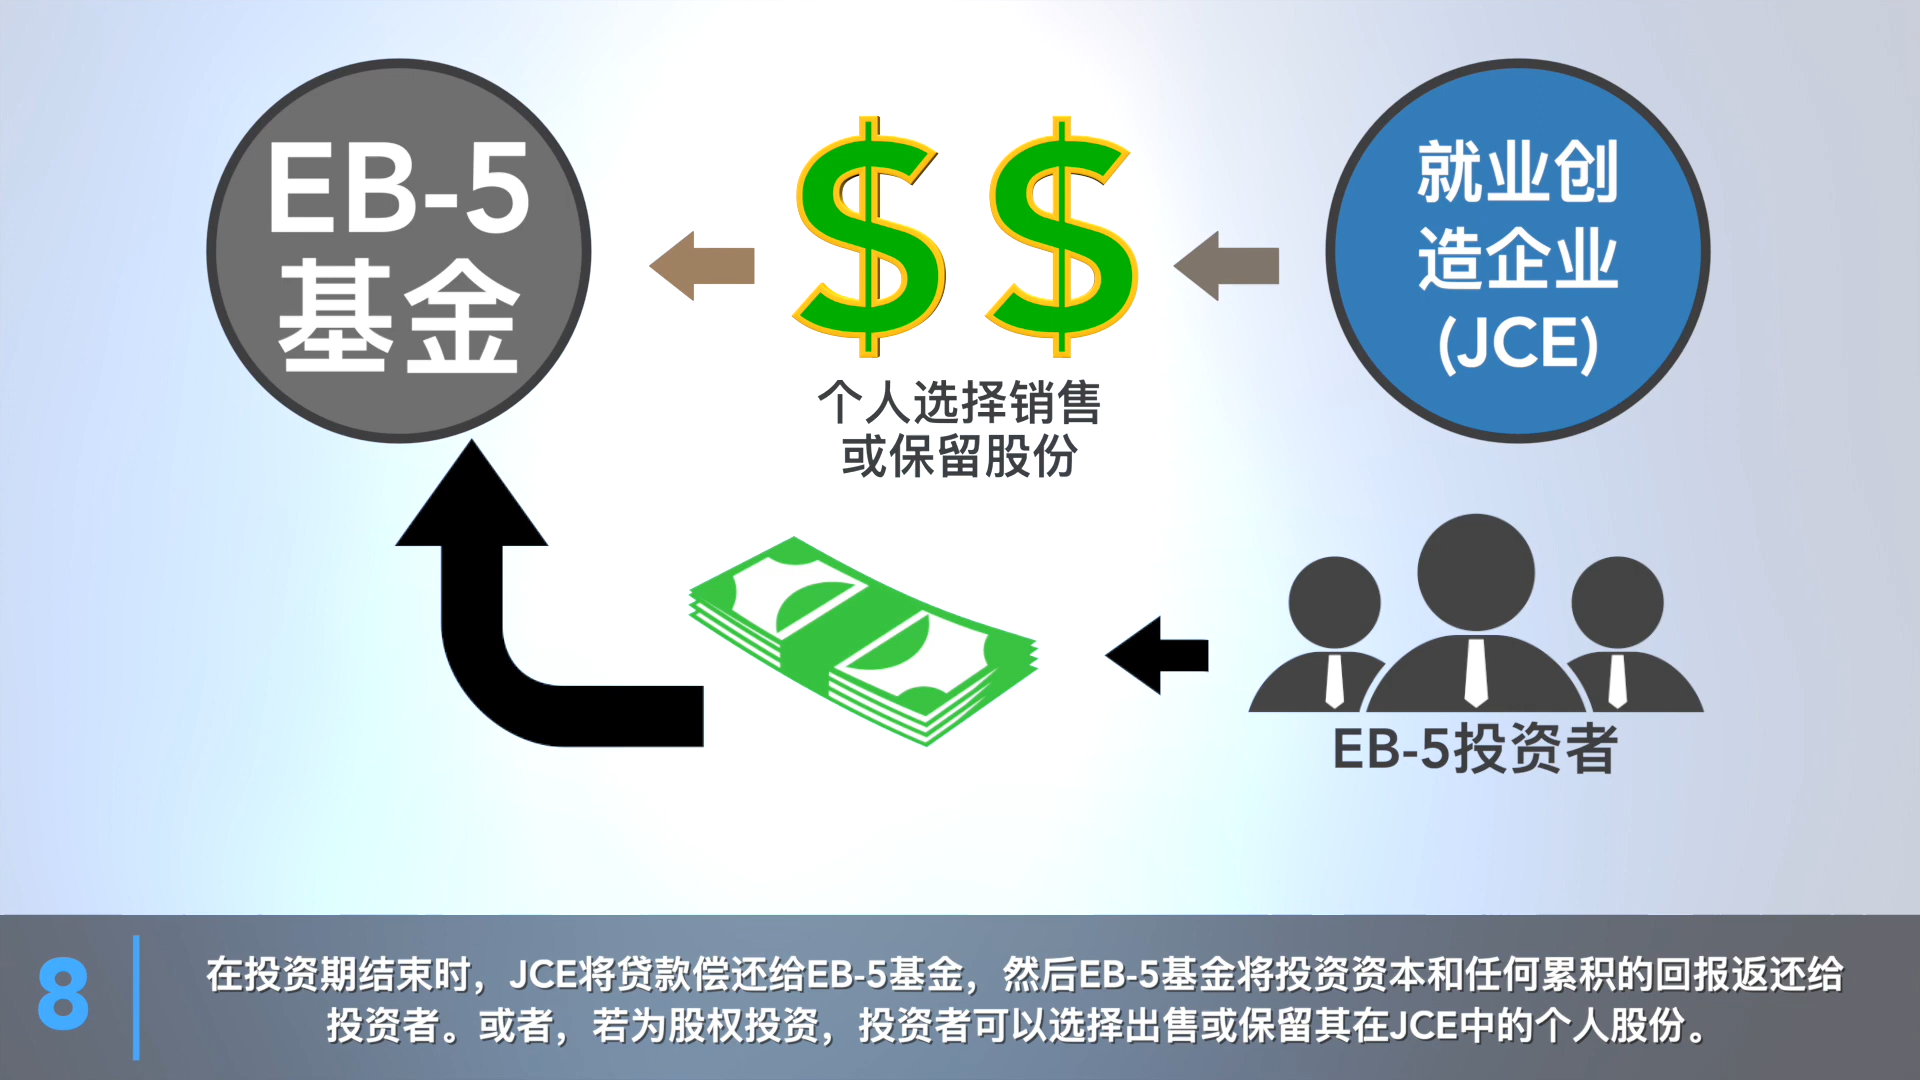 EB-5
基金
就业创
造企业
(JCE)
个人选择销售
或保留股份
EB-5投资者
8
在投资期结束时，JCE将贷款偿还给EB-5基金，然后EB-5基金将投资资本和任何累积的回报返还给
投资者。或者，若为股权投资，投资者可以选择出售或保留其在JCE中的个人股份。